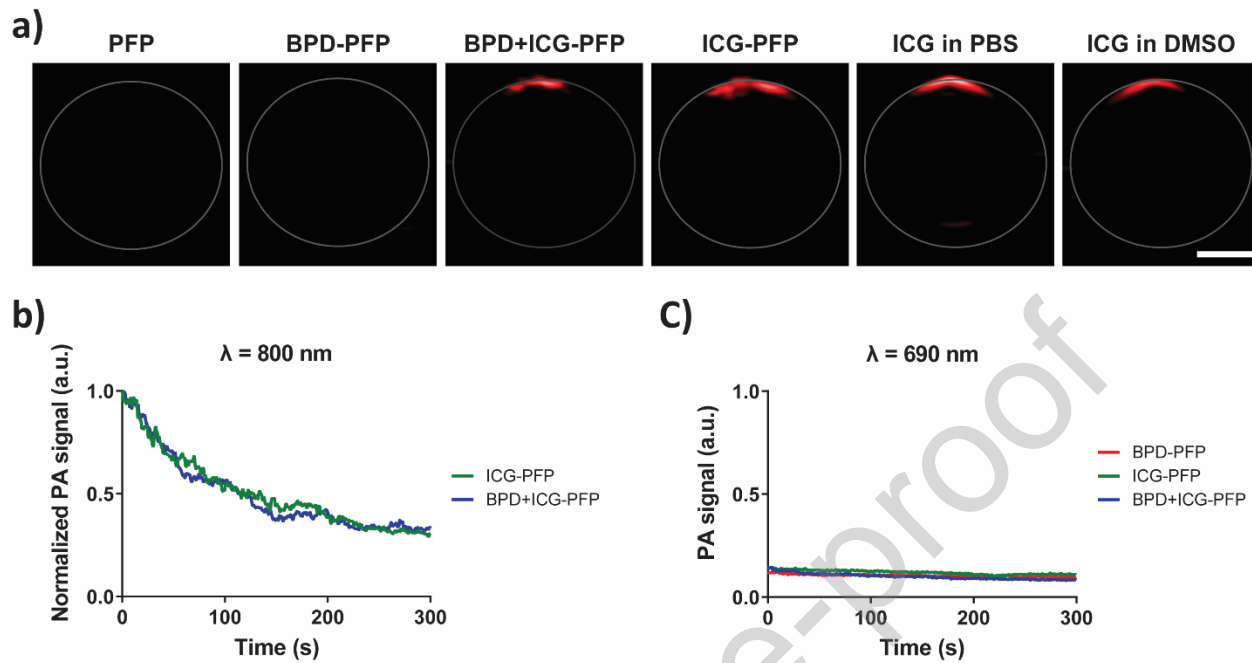 a)
PFP BPD-PFP BPD+ICG-PFP ICG-PFP ICG in PBS ICG in DMSO
b)
λ = 800 nm
Normalized PA signal (a.u.)
1.0
0.5
0.0
0 100 200 300
Time (s)
ICG-PFP
BPD+ICG-PFP
C)
λ = 690 nm
PA signal (a.u.)
1.0
0.5
0.0
0 100 200 300
Time (s)
BPD-PFP
ICG-PFP
BPD+ICG-PFP
e-proof